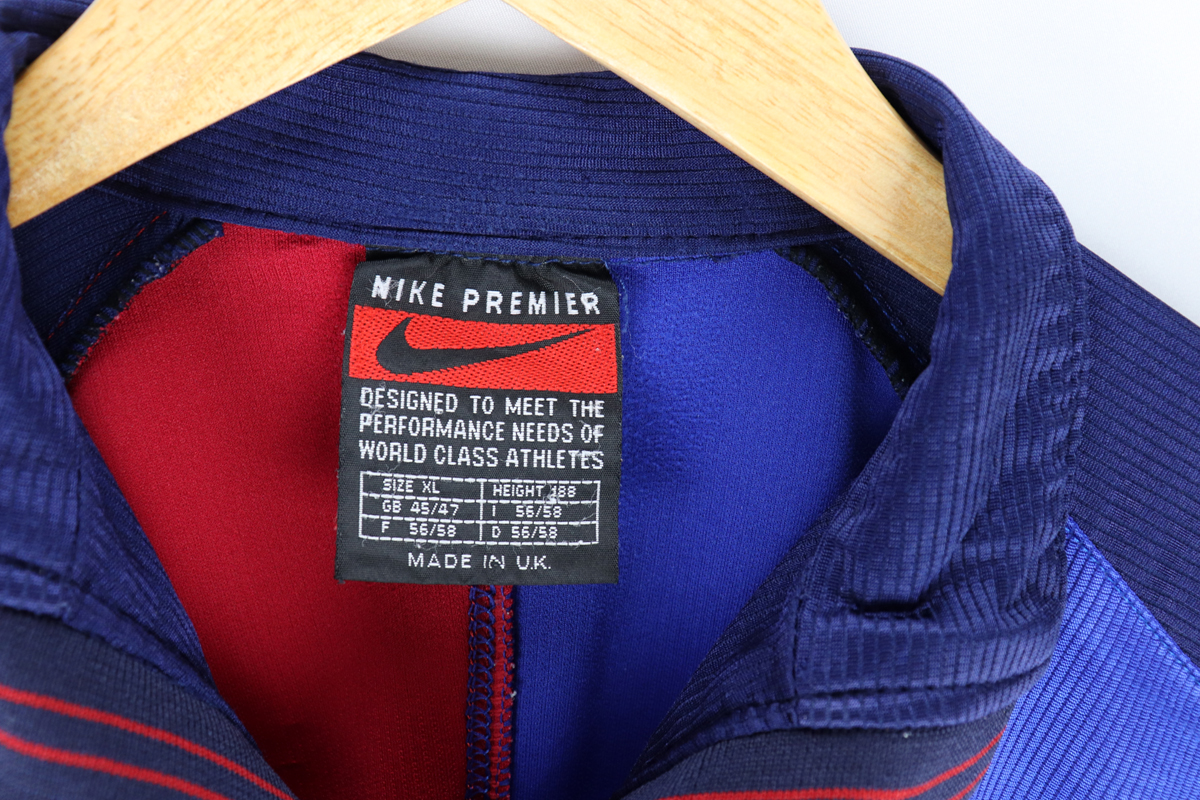 NIKE PREMIER
DESIGNED TO MEET THE
PERFORMANCE NEEDS OF
WORLD CLASS ATHLETES
SIZE XL HEIGHT 188
GB 45/47 I 56/58
F 56/58 D 56/58
MADE IN U.K.